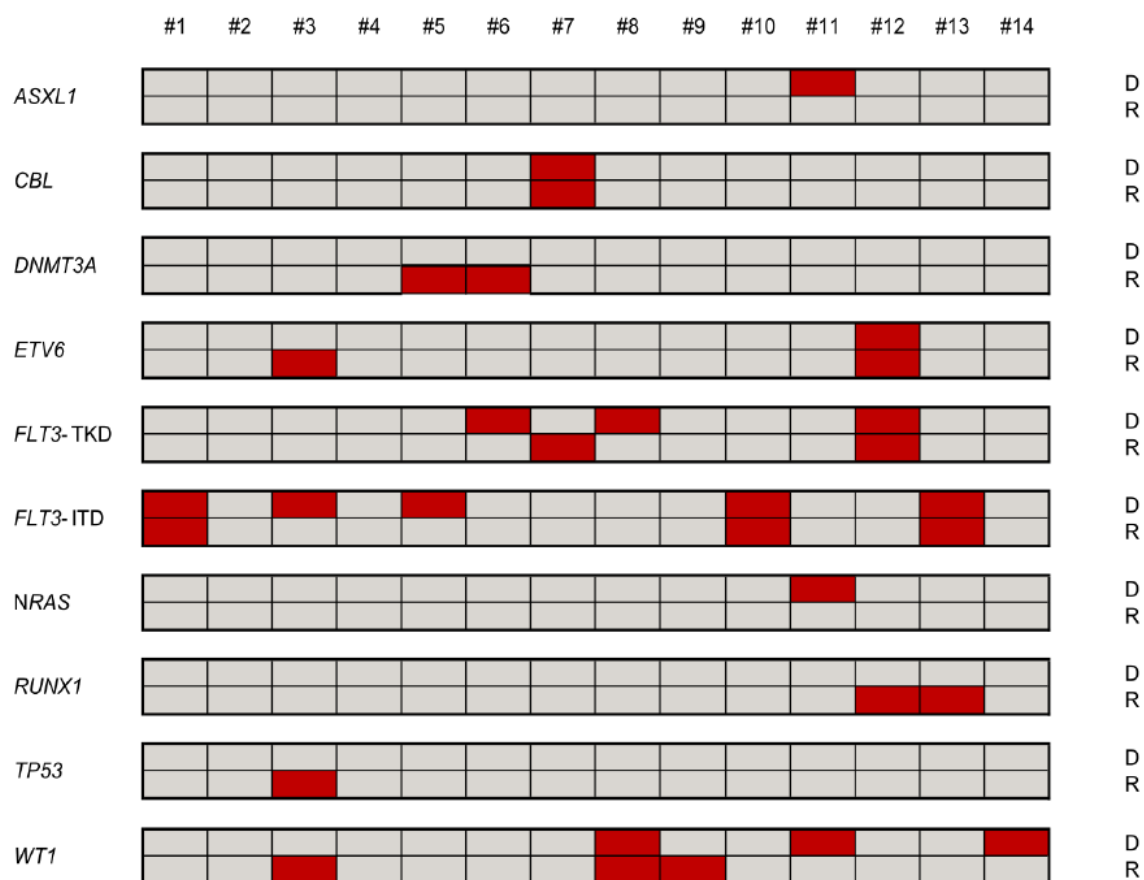 #1 #2 #3 #4 #5 #6 #7 #8 #9 #10 #11 #12 #13 #14
ASXL1 D
R
CBL D
R
DNMT3A D
R
ETV6 D
R
FLT3- TKD D
R
FLT3- ITD D
R
NRAS D
R
RUNX1 D
R
TP53 D
R
WT1 D
R